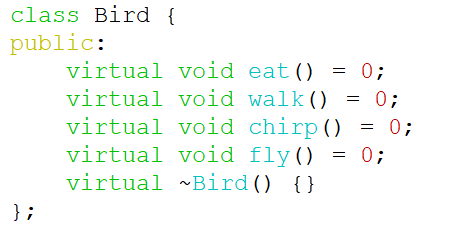 class Bird {
public:
    virtual void eat() = 0;
    virtual void walk() = 0;
    virtual void chirp() = 0;
    virtual void fly() = 0;
    virtual ~Bird() {}
};